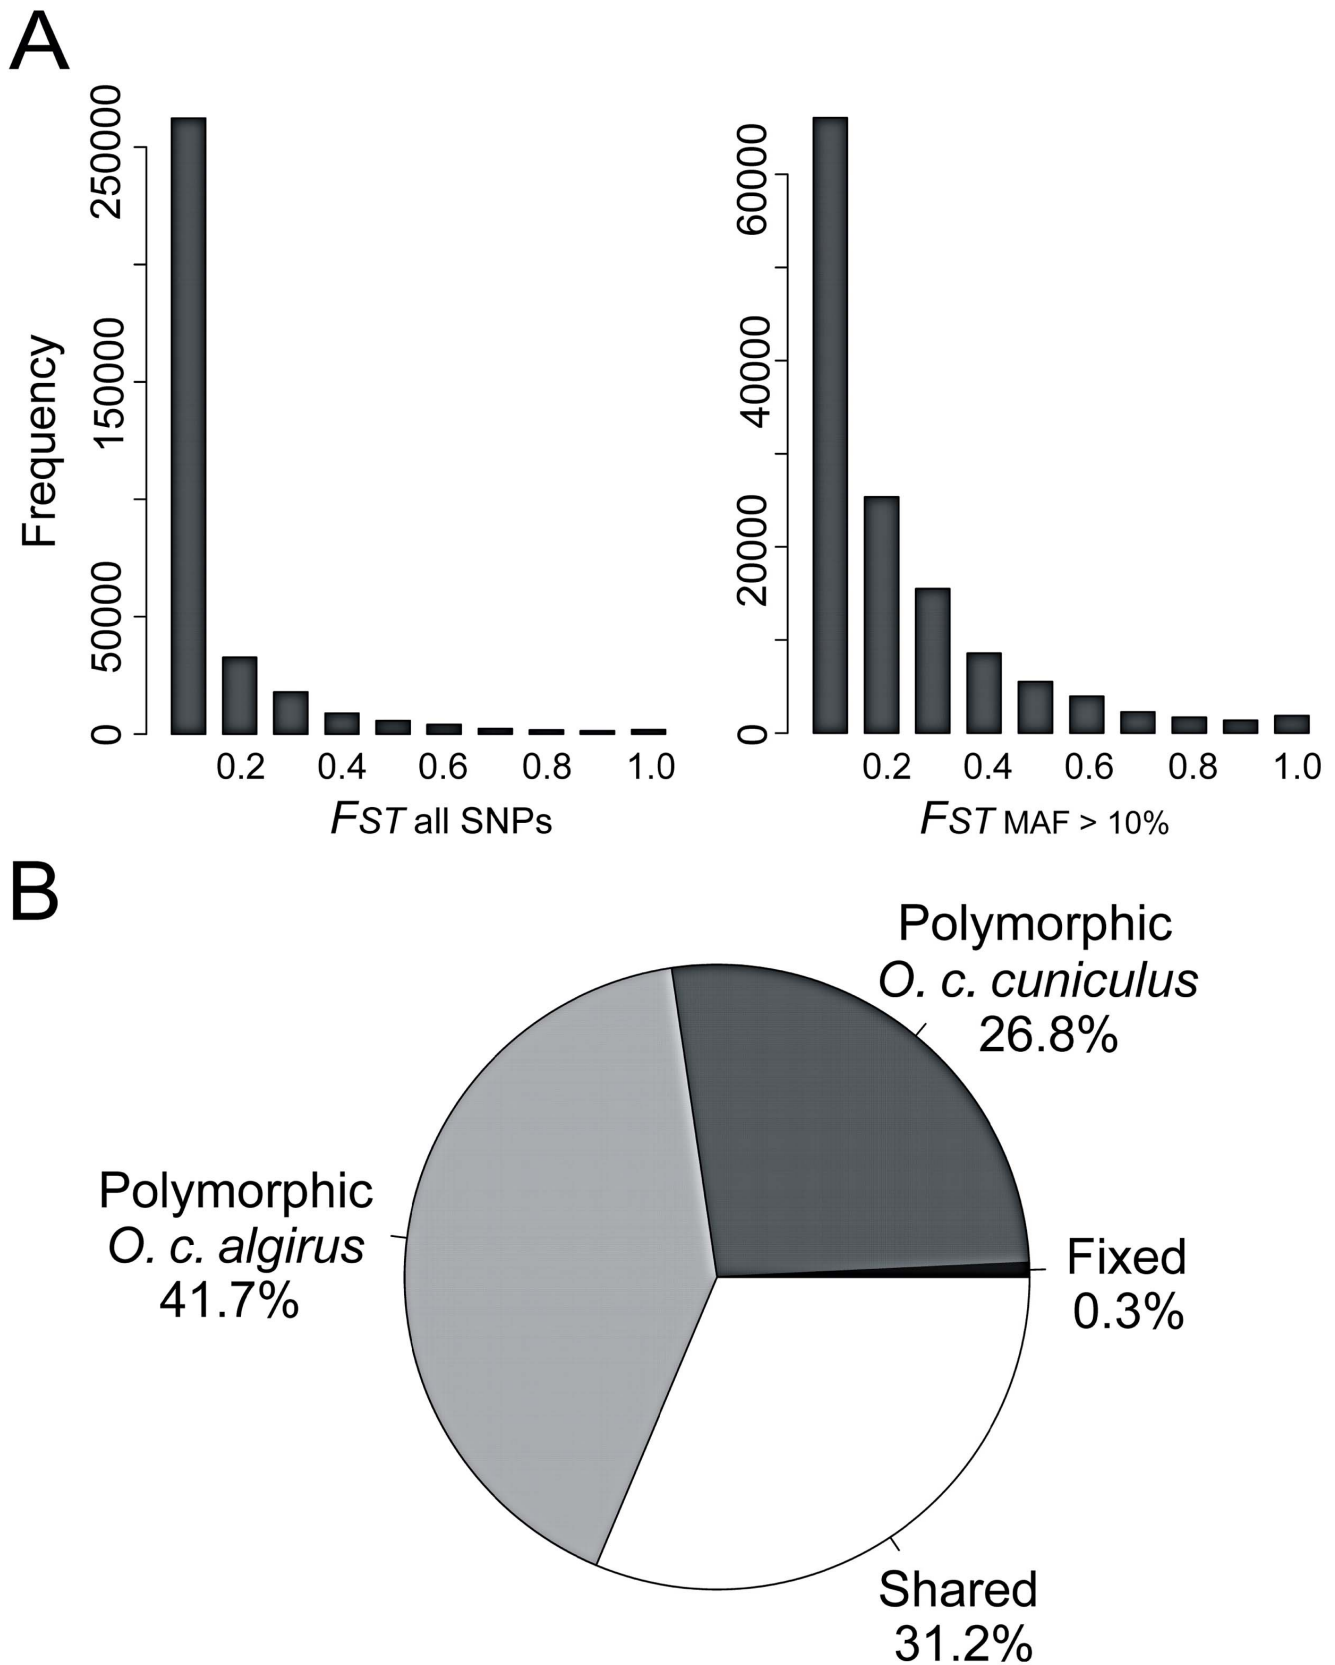 A
Frequency
250000
150000
50000
0
0.2 0.4 0.6 0.8 1.0
FST all SNPs
60000
40000
20000
0
0.2 0.4 0.6 0.8 1.0
FST MAF > 10%
B
Polymorphic
O. c. cuniculus
26.8%
Polymorphic
O. c. algirus
41.7%
Fixed
0.3%
Shared
31.2%